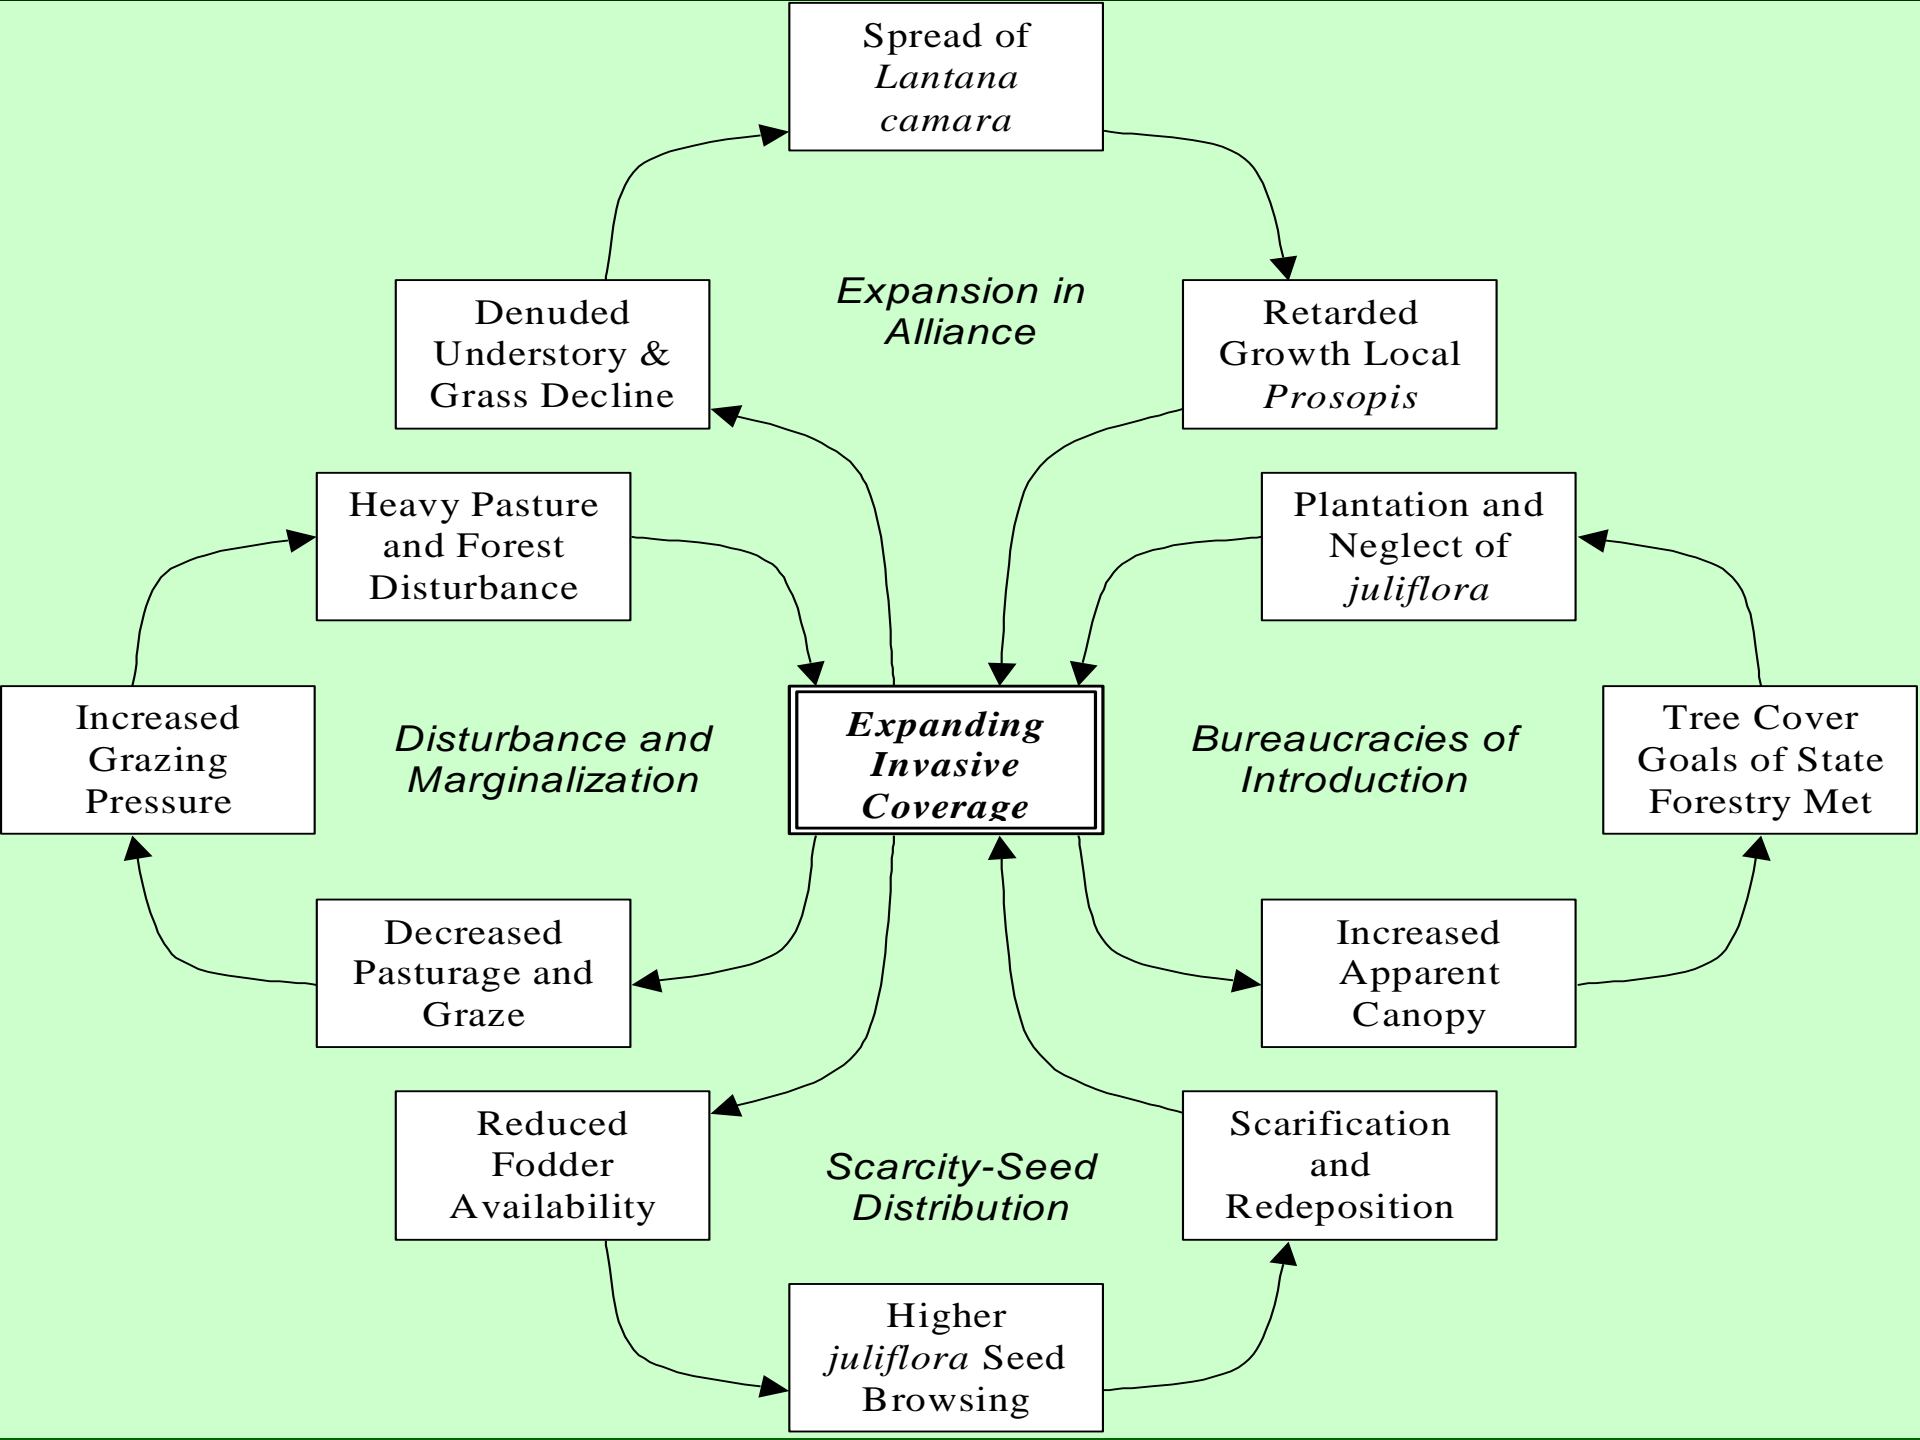 Spread of
Lantana
camara
Expansion in
Alliance
Denuded
Understory &
Grass Decline
Retarded
Growth Local
Prosopis
Heavy Pasture
and Forest
Disturbance
Plantation and
Neglect of
juliflora
Increased
Grazing
Pressure
Disturbance and
Marginalization
Expanding
Invasive
Coverage
Bureaucracies of
Introduction
Tree Cover
Goals of State
Forestry Met
Decreased
Pasturage and
Graze
Increased
Apparent
Canopy
Reduced
Fodder
Availability
Scarcity-Seed
Distribution
Scarification
and
Redeposition
Higher
juliflora Seed
Browsing